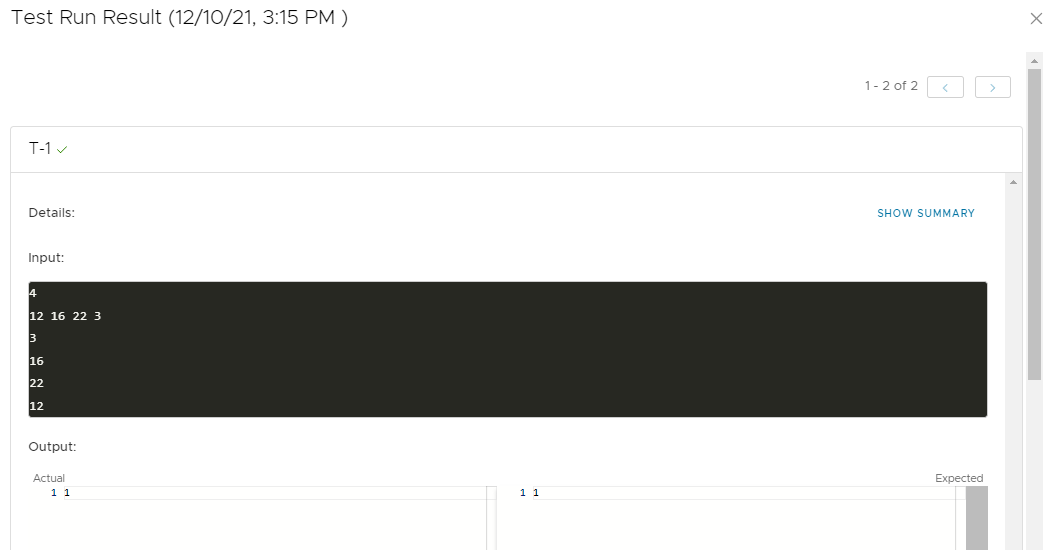 Test Run Result (12/10/21, 3:15 PM )
1 - 2 of 2
T-1
Details:
SHOW SUMMARY
Input:
4
12 16 22 3
3
16
22
12
Output:
Actual
Expected
1 1
1 1